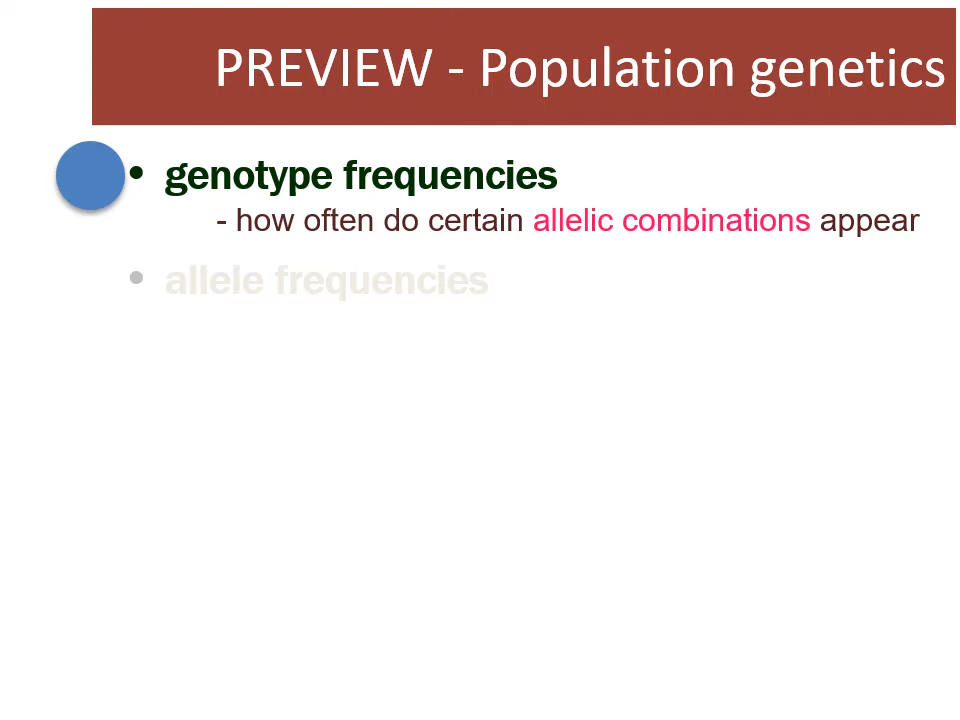 PREVIEW - Population genetics
• genotype frequencies
- how often do certain allelic combinations appear
• allele frequencies